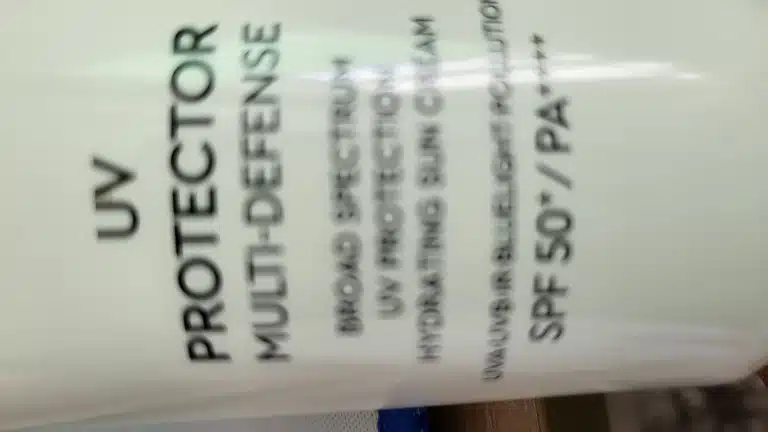 UV
PROTECTOR
MULTI-DEFENSE
BROAD SPECTRUM
UV PROTECTION
HYDRATING SUN CREAM
UVA UVB IR BLUELIGHT POLLUTION
SPF 50+ / PA++++